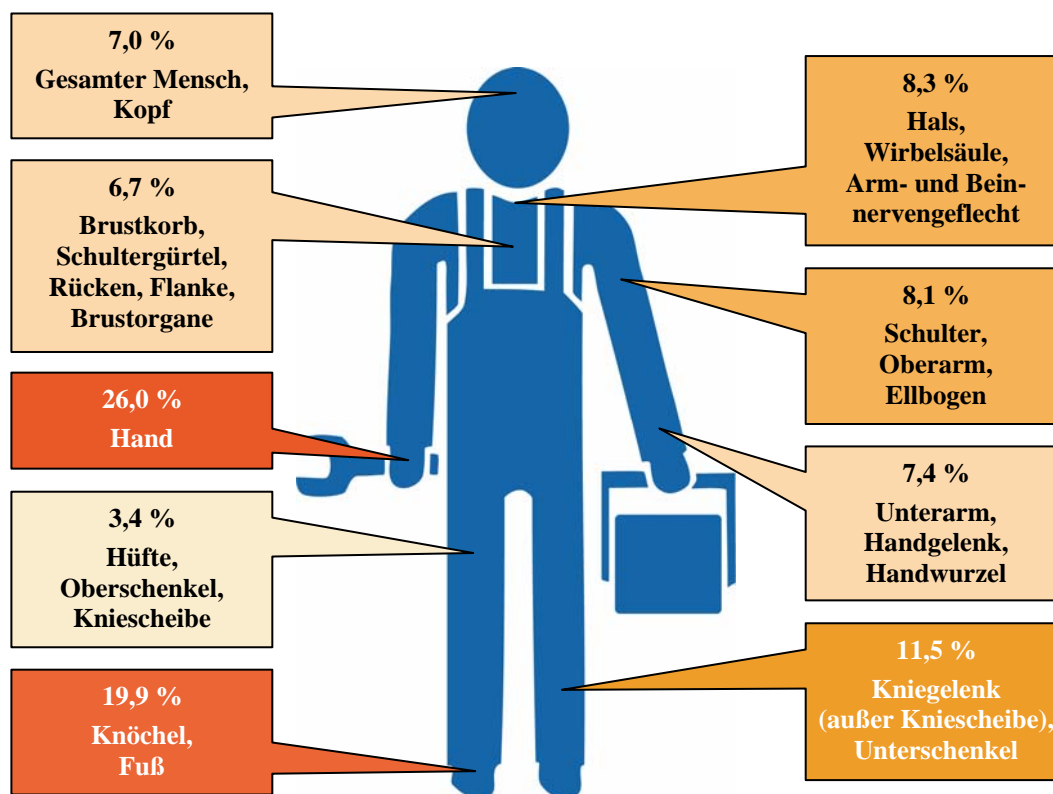 7,0 %
Gesamter Mensch,
Kopf
6,7 %
Brustkorb,
Schultergürtel,
Rücken, Flanke,
Brustorgane
26,0 %
Hand
3,4 %
Hüfte,
Oberschenkel,
Kniescheibe
19,9 %
Knöchel,
Fuß
8,3 %
Hals,
Wirbelsäule,
Arm- und Bein-
nervengeflecht
8,1 %
Schulter,
Oberarm,
Ellbogen
7,4 %
Unterarm,
Handgelenk,
Handwurzel
11,5 %
Kniegelenk
(außer Kniescheibe),
Unterschenkel